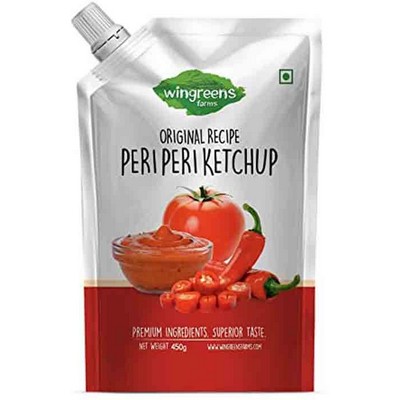 wingreens
farms
ORIGINAL RECIPE
PERI PERI KETCHUP
PREMIUM INGREDIENTS. SUPERIOR TASTE.
NET WEIGHT 450g WWW.WINGREENSFARMS.COM